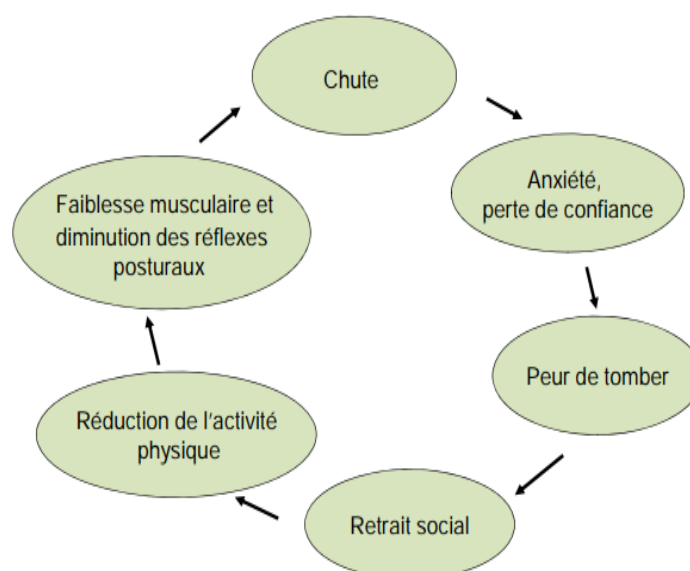 Chute
Anxiété,
perte de confiance
Peur de tomber
Retrait social
Réduction de l'activité
physique
Faiblesse musculaire et
diminution des réflexes
posturaux